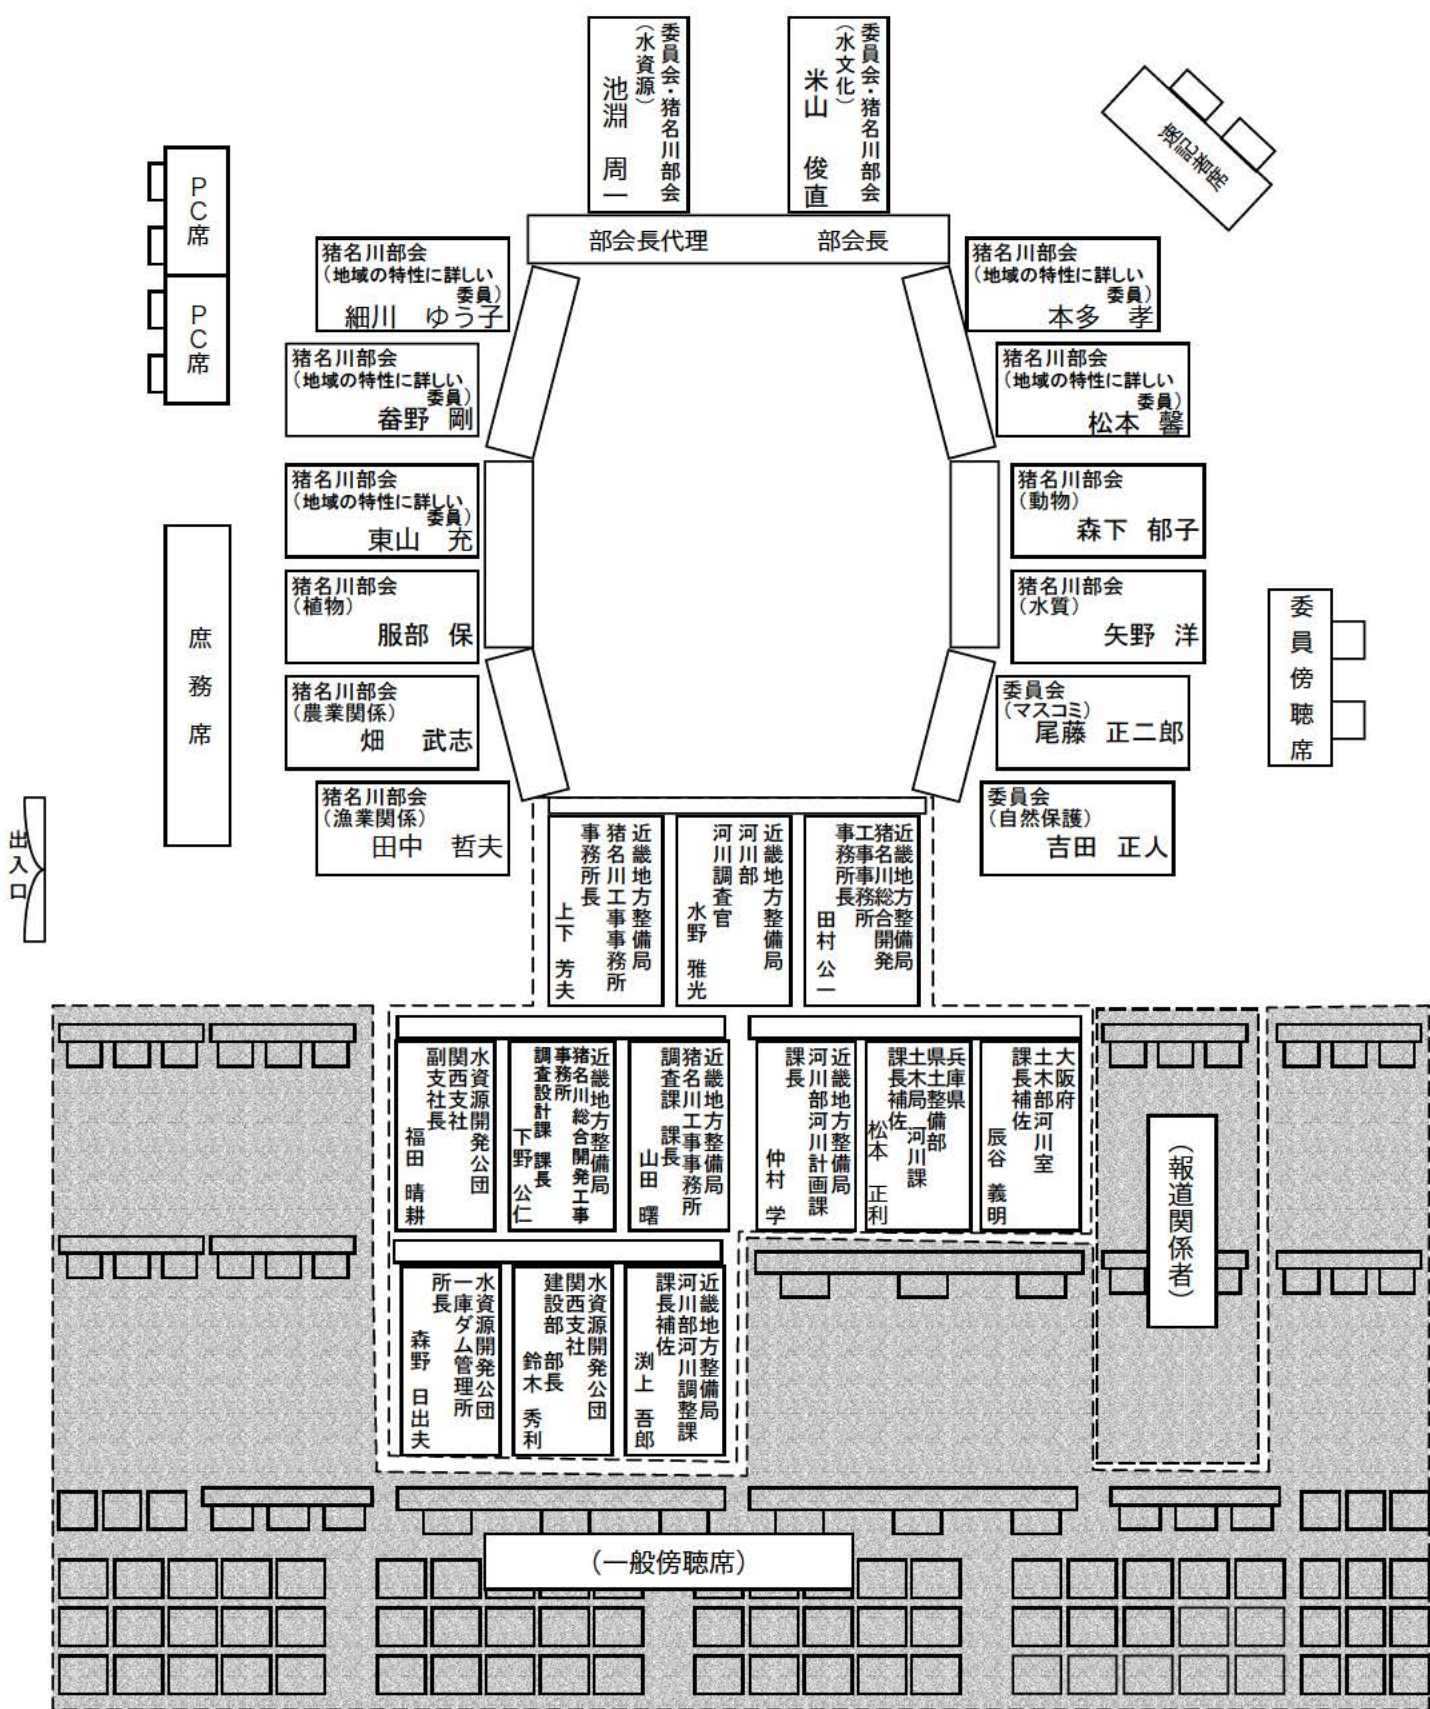 委員会・猪名川部会
(水資源)
池淵 周一
委員会・猪名川部会
(水文化)
米山 俊直
速記者席
PC席
PC席
部会長代理
部会長
猪名川部会
(地域の特性に詳しい
委員)
細川 ゆう子
猪名川部会
(地域の特性に詳しい
委員)
本多 孝
猪名川部会
(地域の特性に詳しい
委員)
畚野 剛
猪名川部会
(地域の特性に詳しい
委員)
松本 馨
猪名川部会
(地域の特性に詳しい
委員)
東山 充
猪名川部会
(動物)
森下 郁子
猪名川部会
(植物)
服部 保
猪名川部会
(水質)
矢野 洋
庶務席
委員傍聴席
猪名川部会
(農業関係)
畑 武志
委員会
(マスコミ)
尾藤 正二郎
猪名川部会
(漁業関係)
田中 哲夫
委員会
(自然保護)
吉田 正人
出入口
近畿地方整備局
猪名川工事事務所
事務所長
上下 芳夫
近畿地方整備局
河川部
河川調査官
水野 雅光
近畿地方整備局
猪名川総合開発
工事事務所
事務所長
田村 公一
水資源開発公団
関西支社
副支社長
福田 晴耕
近畿地方整備局
猪名川総合開発工事
事務所
調査設計課 課長
下野 公仁
近畿地方整備局
猪名川工事事務所
調査課 課長
山田 曙
近畿地方整備局
河川部河川計画課
課長
仲村 学
兵庫県
県土整備部
土木局 河川課
課長補佐
松本 正利
大阪府
土木部河川室
課長補佐
辰谷 義明
(報道関係者)
水資源開発公団
一庫ダム管理所
所長
森野 日出夫
水資源開発公団
関西支社
建設部 部長
鈴木 秀利
近畿地方整備局
河川部河川調整課
課長補佐
渕上 吾郎
(一般傍聴席)